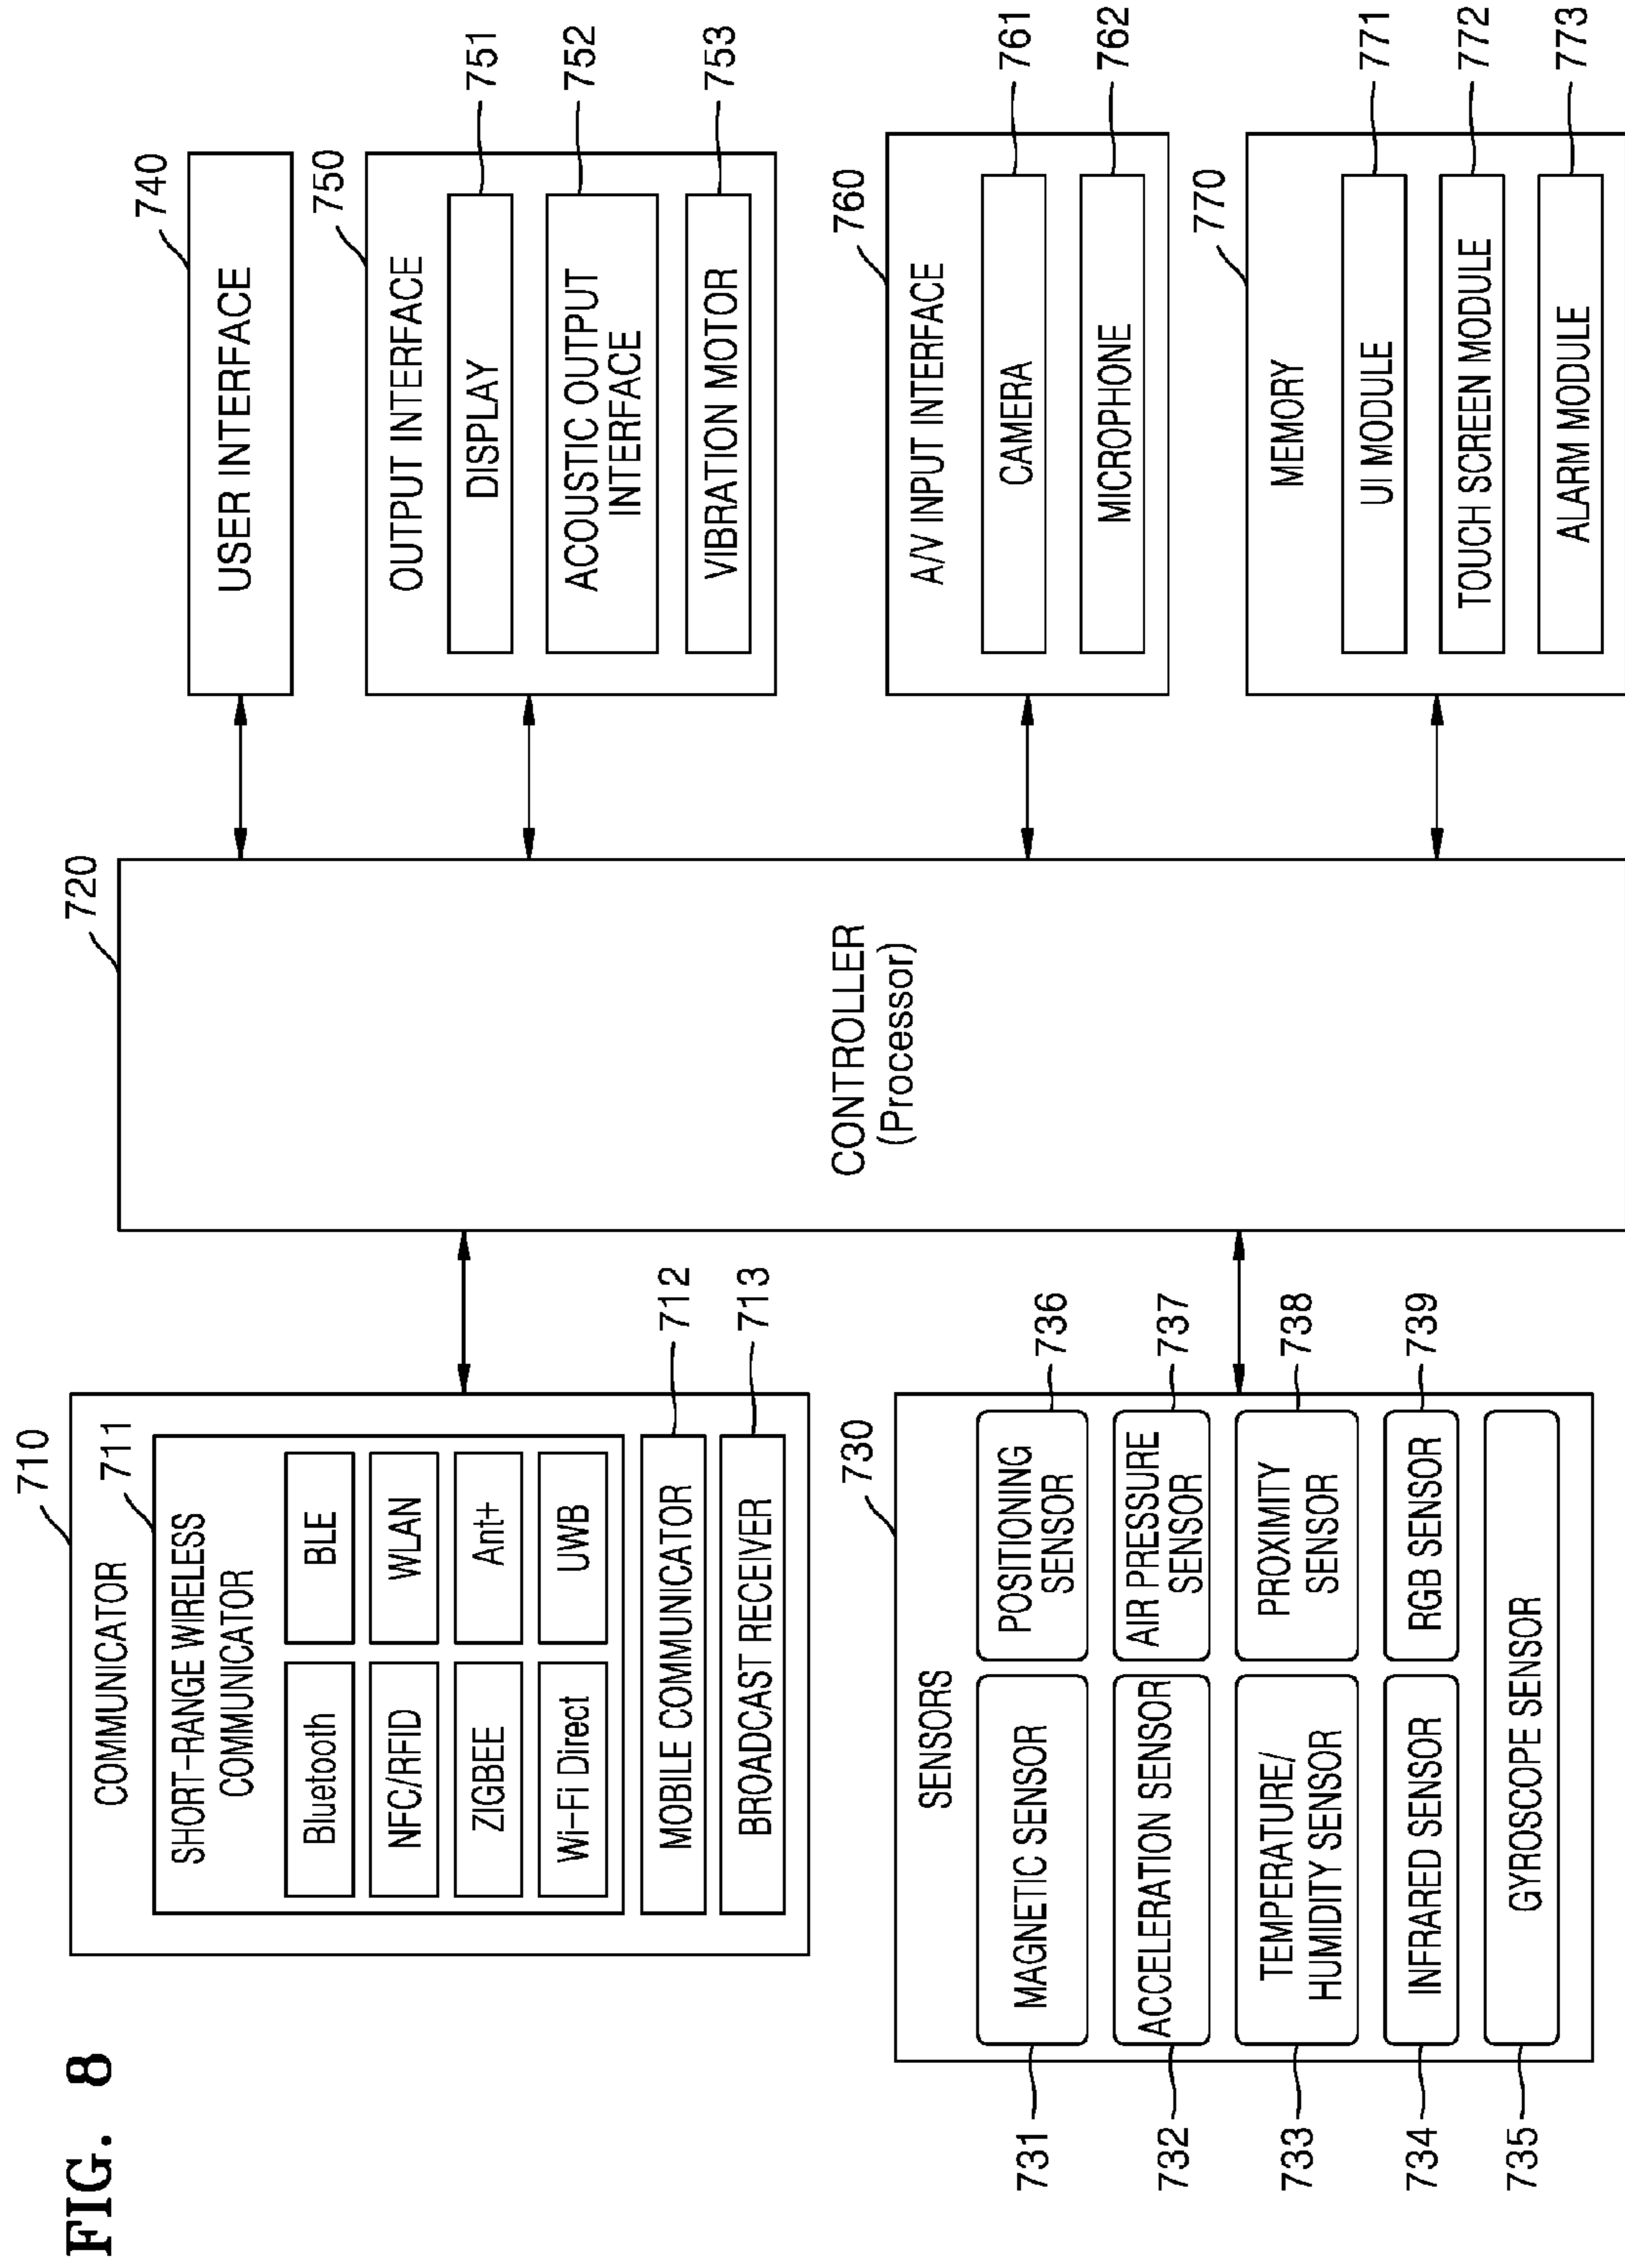 FIG. 8
710
COMMUNICATOR
711
SHORT-RANGE WIRELESS
COMMUNICATOR
Bluetooth
BLE
NFC/RFID
WLAN
ZIGBEE
Ant+
Wi-Fi Direct
UWB
MOBILE COMMUNICATOR
712
BROADCAST RECEIVER
713
730
SENSORS
731
MAGNETIC SENSOR
POSITIONING
SENSOR
736
732
ACCELERATION SENSOR
AIR PRESSURE
SENSOR
737
733
TEMPERATURE/
HUMIDITY SENSOR
PROXIMITY
SENSOR
738
734
INFRARED SENSOR
RGB SENSOR
739
735
GYROSCOPE SENSOR
720
CONTROLLER
(Processor)
740
USER INTERFACE
750
OUTPUT INTERFACE
DISPLAY
751
ACOUSTIC OUTPUT
INTERFACE
752
VIBRATION MOTOR
753
760
A/V INPUT INTERFACE
CAMERA
761
MICROPHONE
762
770
MEMORY
UI MODULE
771
TOUCH SCREEN MODULE
772
ALARM MODULE
773